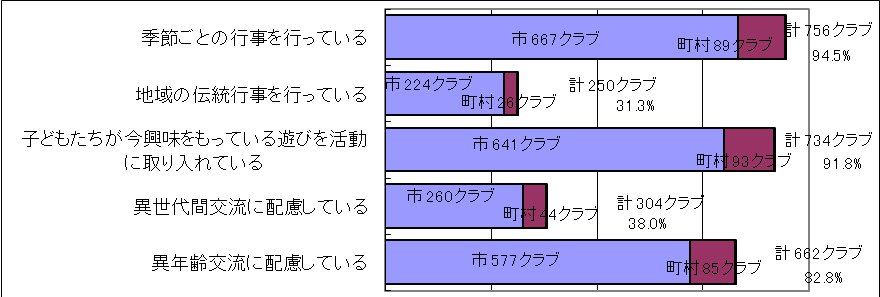 季節ごとの行事を行っている
市667クラブ
町村89クラブ
計756クラブ
94.5%
地域の伝統行事を行っている
市224クラブ
町村26クラブ
計250クラブ
31.3%
子どもたちが今興味をもっている遊びを活動
に取り入れている
市641クラブ
町村93クラブ
計734クラブ
91.8%
異世代間交流に配慮している
市260クラブ
町村44クラブ
計304クラブ
38.0%
異年齢交流に配慮している
市577クラブ
町村85クラブ
計662クラブ
82.8%